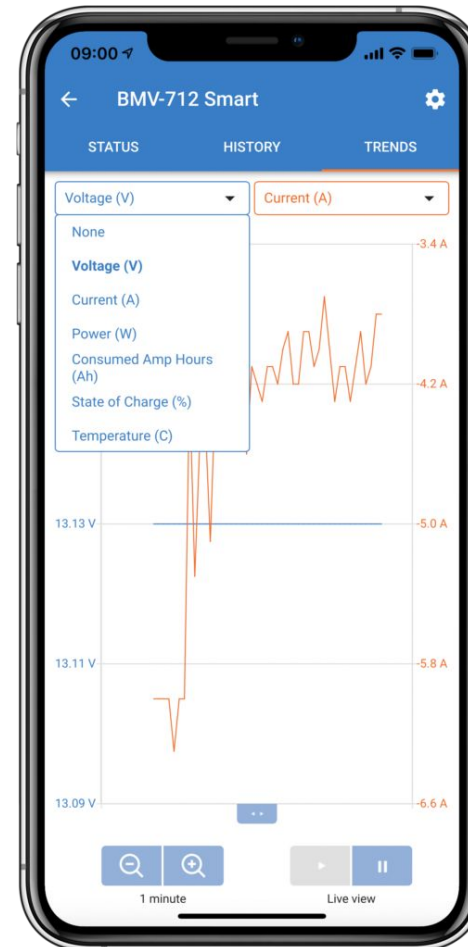 09:00
BMV-712 Smart
STATUS HISTORY TRENDS
Voltage (V) Current (A)
None
Voltage (V)
Current (A)
Power (W)
Consumed Amp Hours
(Ah)
State of Charge (%)
Temperature (C)
-3.4 A
-4.2 A
13.13 V -5.0 A
13.11 V -5.8 A
13.09 V -6.6 A
1 minute Live view